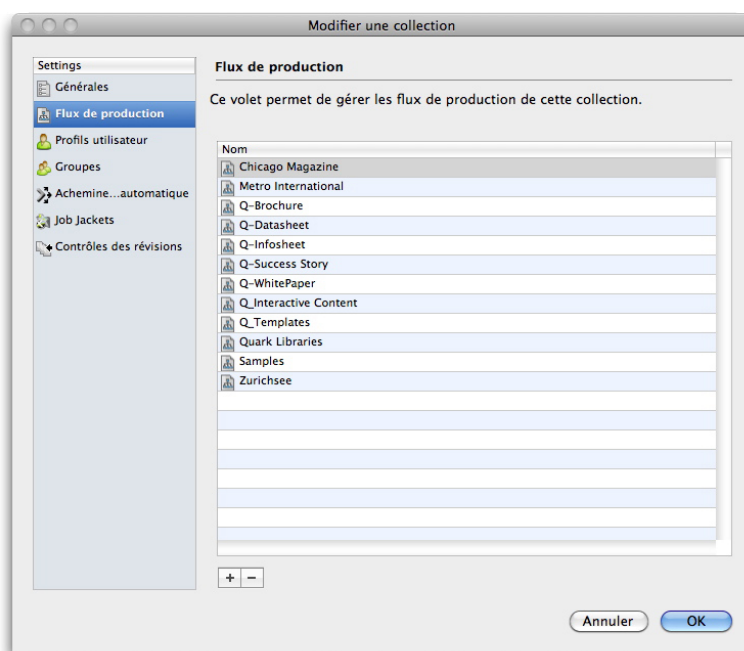 Modifier une collection
Settings
Générales
Flux de production
Profils utilisateur
Groupes
Achemine...automatique
Job Jackets
Contrôles des révisions
Flux de production
Ce volet permet de gérer les flux de production de cette collection.
Nom
Chicago Magazine
Metro International
Q-Brochure
Q-Datasheet
Q-Infosheet
Q-Success Story
Q-WhitePaper
Q_Interactive Content
Q_Templates
Quark Libraries
Samples
Zurichsee
+ −
Annuler OK